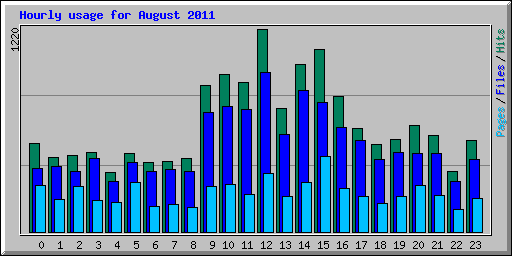 Hourly usage for August 2011
1220
Pages/Files/Hits
0 1 2 3 4 5 6 7 8 9 10 11 12 13 14 15 16 17 18 19 20 21 22 23